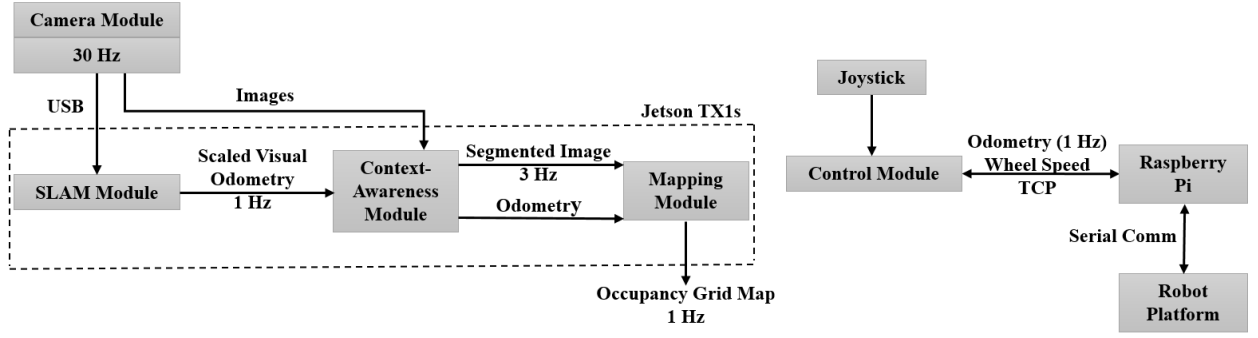 Camera Module
30 Hz
USB
Images
Jetson TX1s
SLAM Module
Scaled Visual
Odometry
1 Hz
Context-
Awareness
Module
Segmented Image
3 Hz
Odometry
Mapping
Module
Occupancy Grid Map
1 Hz
Joystick
Control Module
Odometry (1 Hz)
Wheel Speed
TCP
Raspberry
Pi
Serial Comm
Robot
Platform